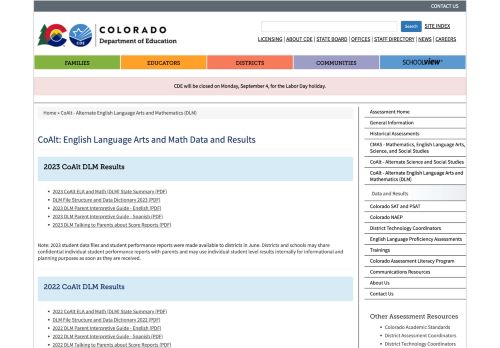 CONTACT US
COLORADO
Department of Education
CDE
Search
SITE INDEX
LICENSING | ABOUT CDE | STATE BOARD | OFFICES | STAFF DIRECTORY | NEWS | CAREERS
FAMILIES
EDUCATORS
DISTRICTS
COMMUNITIES
SCHOOLVIEW
CDE will be closed on Monday, September 4, for the Labor Day holiday.
Home » CoAlt - Alternate English Language Arts and Mathematics (DLM)
CoAlt: English Language Arts and Math Data and Results
2023 CoAlt DLM Results
2023 CoAlt ELA and Math (DLM) State Summary (PDF)
DLM File Structure and Data Dictionary 2023 (PDF)
2023 DLM Parent Interpretive Guide - English (PDF)
2023 DLM Parent Interpretive Guide - Spanish (PDF)
2023 DLM Talking to Parents about Score Reports (PDF)
Note: 2023 student data files and student performance reports were made available to districts in June. Districts and schools may share
confidential individual student performance reports with parents and may use individual student level results internally for informational and
planning purposes as soon as they are received.
2022 CoAlt DLM Results
2022 CoAlt ELA and Math (DLM) State Summary (PDF)
DLM File Structure and Data Dictionary 2022 (PDF)
2022 DLM Parent Interpretive Guide - English (PDF)
2022 DLM Parent Interpretive Guide - Spanish (PDF)
2022 DLM Talking to Parents about Score Reports (PDF)
Assessment Home
General Information
Historical Assessments
CMAS - Mathematics, English Language Arts,
Science, and Social Studies
CoAlt - Alternate Science and Social Studies
CoAlt - Alternate English Language Arts and
Mathematics (DLM)
Data and Results
Colorado SAT and PSAT
Colorado NAEP
District Technology Coordinators
English Language Proficiency Assessments
Trainings
Colorado Assessment Literacy Program
Communications Resources
About Us
Contact Us
Other Assessment Resources
Colorado Academic Standards
District Assessment Coordinators
District Technology Coordinators